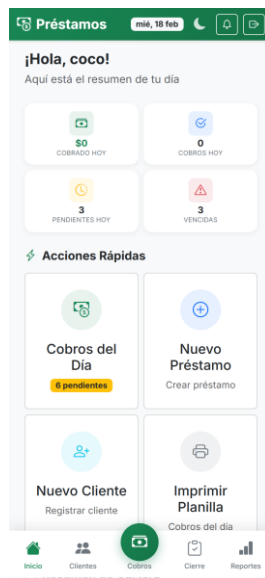 Préstamos
mié, 18 feb
¡Hola, coco!
Aquí está el resumen de tu día
$0
COBRADO HOY
0
COBROS HOY
3
PENDIENTES HOY
3
VENCIDAS
Acciones Rápidas
Cobros del
Día
6 pendientes
Nuevo
Préstamo
Crear préstamo
Nuevo Cliente
Registrar cliente
Imprimir
Planilla
Cobros del día
Inicio
Clientes
Cobros
Cierre
Reportes